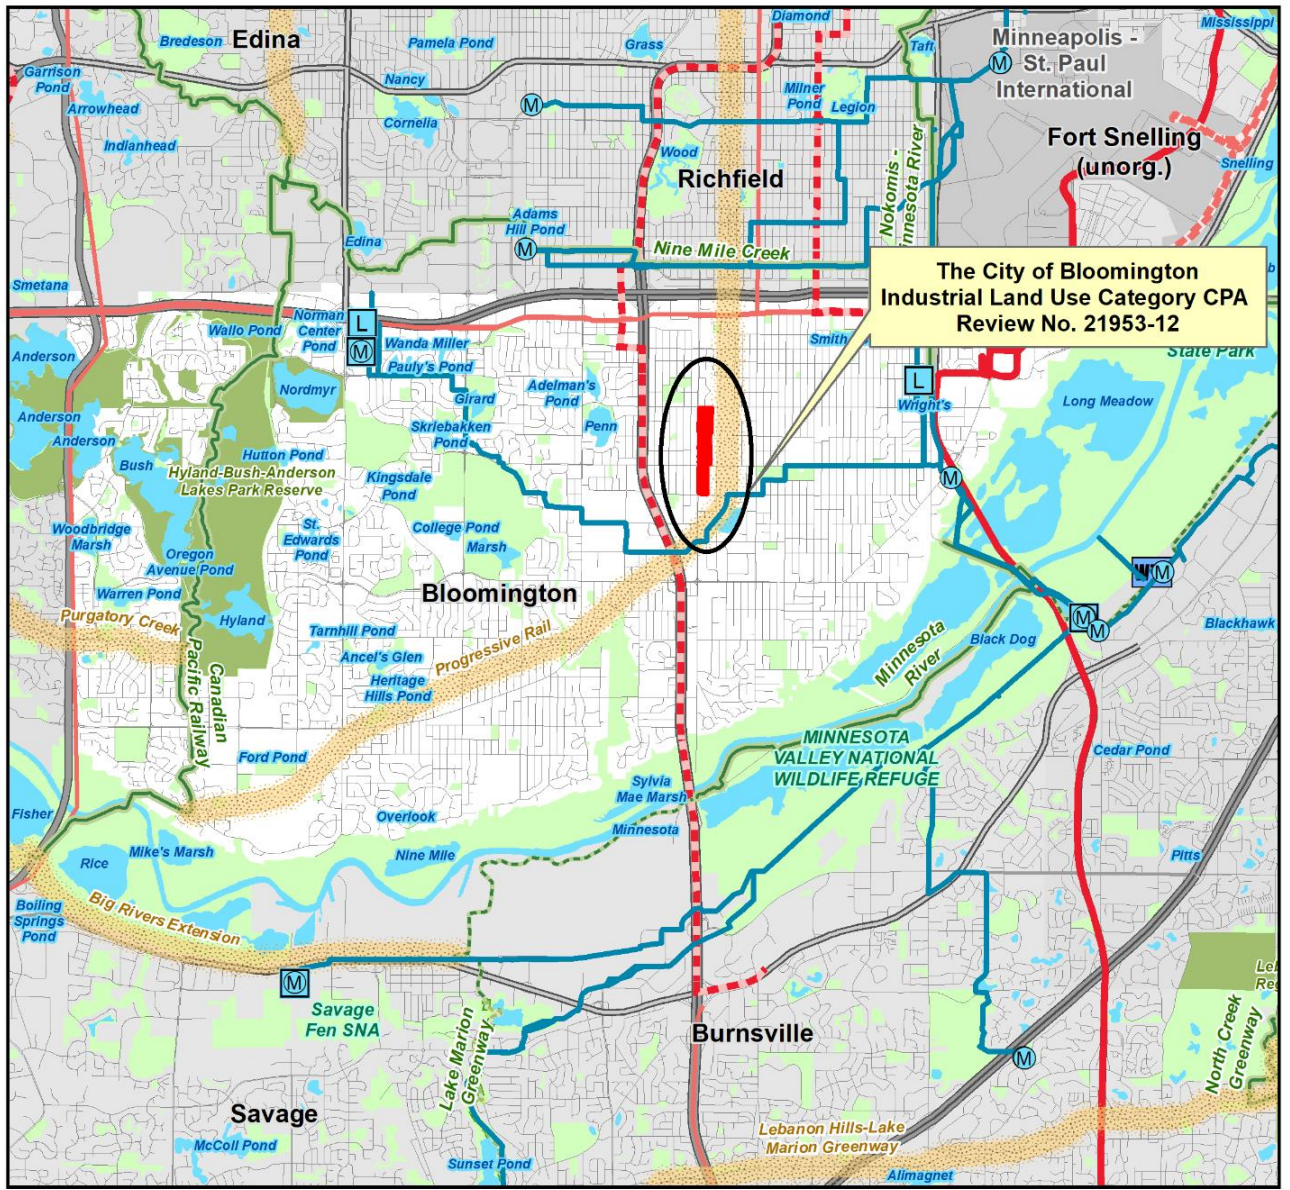 Diamond
Mississippi
Bredeson
Edina
Pamela Pond
Grass
Taft
Minneapolis -
St. Paul
International
Garrison
Pond
Nancy
Milner
Pond
Legion
Arrowhead
M
M
Cornelia
Fort Snelling
(unorg.)
Indianhead
Wood
Richfield
Snelling
Nokomis -
Minnesota River
Adams
Hill Pond
Edina
M
Nine Mile Creek
The City of Bloomington
Industrial Land Use Category CPA
Review No. 21953-12
Smetana
Norman
Center
Pond
L
M
Wallo Pond
Wanda Miller
Pauly's Pond
Smith
State Park
Anderson
Nordmyr
Girard
Adelman's
Pond
L
Wright's
Long Meadow
Anderson
Anderson
Skriebakken
Pond
Penn
Bush
Hutton Pond
Hyland-Bush-Anderson
Lakes Park Reserve
Kingsdale
Pond
M
Woodbridge
Marsh
St.
Edwards
Pond
College Pond
Marsh
Oregon
Avenue Pond
M
Warren Pond
Bloomington
Purgatory Creek
Hyland
M
M
Blackhawk
Tarnhill Pond
Progressive Rail
Black Dog
Ancel's Glen
Heritage
Hills Pond
Minnesota
River
Canadian
Pacific Railway
MINNESOTA
VALLEY NATIONAL
WILDLIFE REFUGE
Cedar Pond
Ford Pond
Sylvia
Mae Marsh
Fisher
Overlook
Minnesota
Rice
Mike's Marsh
Nine Mile
Pitts
Boiling
Springs
Pond
Big Rivers Extension
M
Savage
Fen SNA
Burnsville
M
Lake Marion
Greenway
North Creek
Greenway
Savage
McColl Pond
Lebanon Hills-Lake
Marion Greenway
Sunset Pond
Alimagnet